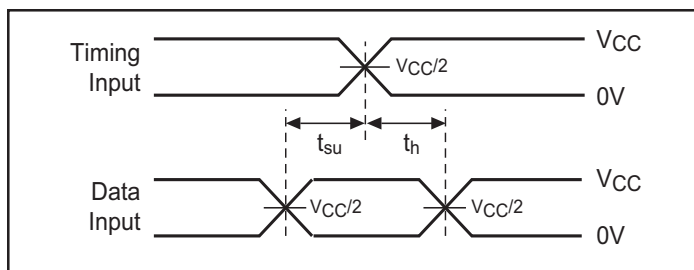 Timing
Input
VCC
VCC/2
0V
tsu
th
Data
Input
VCC
VCC/2
VCC/2
0V